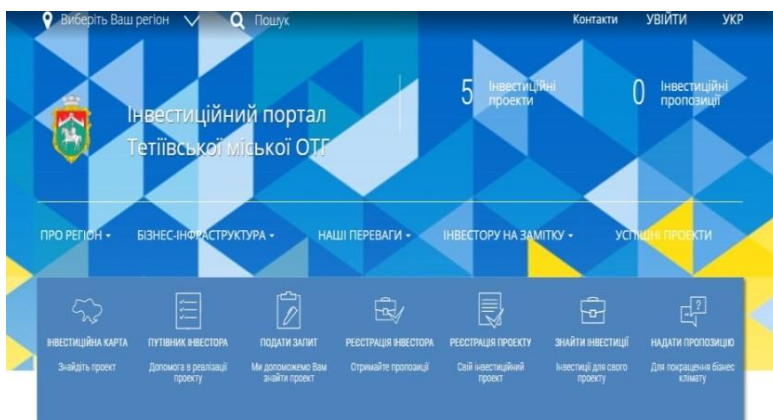 Виберіть Ваш регіон
Пошук
Контакти
УВІЙТИ
УКР
Інвестиційний портал
Тетіївської міської ОТГ
5 Інвестиційні
проекти
0 Інвестиційні
пропозиції
ПРО РЕГІОН
БІЗНЕС-ІНФРАСТРУКТУРА
НАШІ ПЕРЕВАГИ
ІНВЕСТОРУ НА ЗАМІТКУ
УСПІШНІ ПРОЕКТИ
ІНВЕСТИЦІЙНА КАРТА
Знайдіть проект
ПУТІВНИК ІНВЕСТОРА
Допомога в реалізації
проекту
ПОДАТИ ЗАПИТ
Ми допоможемо Вам
знайти проект
РЕЄСТРАЦІЯ ІНВЕСТОРА
Отримайте пропозиції
РЕЄСТРАЦІЯ ПРОЕКТУ
Свій інвестиційний
проект
ЗНАЙТИ ІНВЕСТИЦІЇ
Інвестиції для свого
проекту
НАДАТИ ПРОПОЗИЦІЮ
Для покращення бізнес
клімату